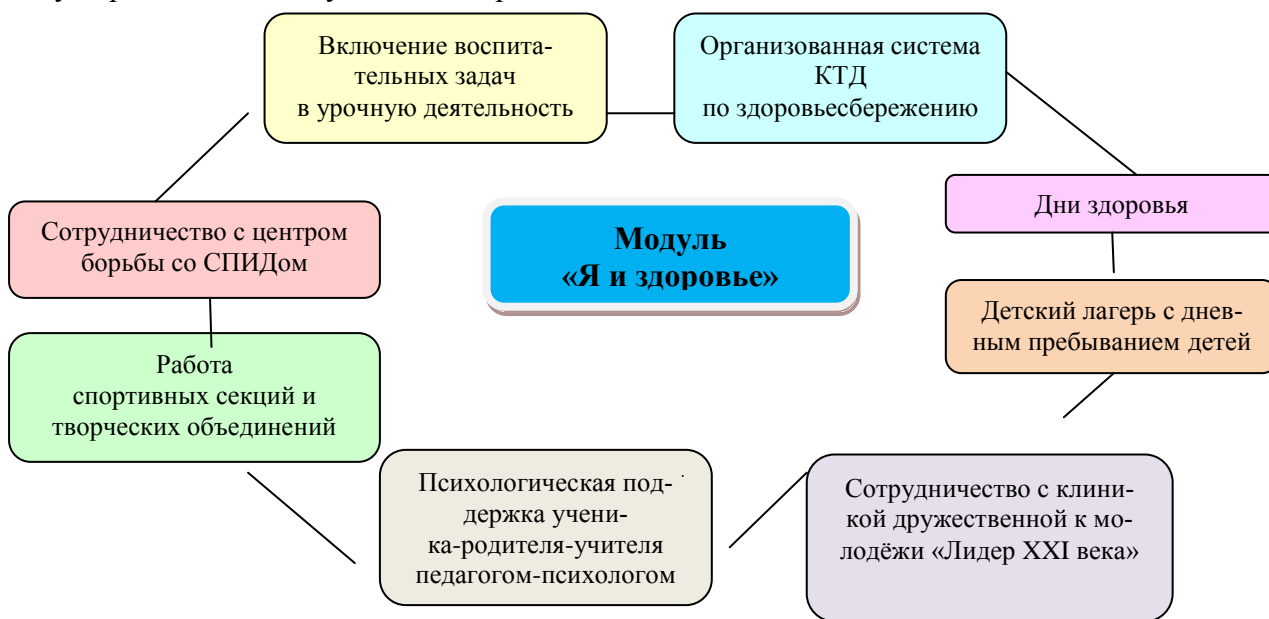 Включение воспита-
тельных задач
в урочную деятельность
Организованная система
КТД
по здоровьесбережению
Сотрудничество с центром
борьбы со СПИДом
Модуль
«Я и здоровье»
Дни здоровья
Детский лагерь с днев-
ным пребыванием детей
Работа
спортивных секций и
творческих объединений
Психологическая под-
держка учени-
ка-родителя-учителя
педагогом-психологом
Сотрудничество с клини-
кой дружественной к мо-
лодёжи «Лидер XXI века»